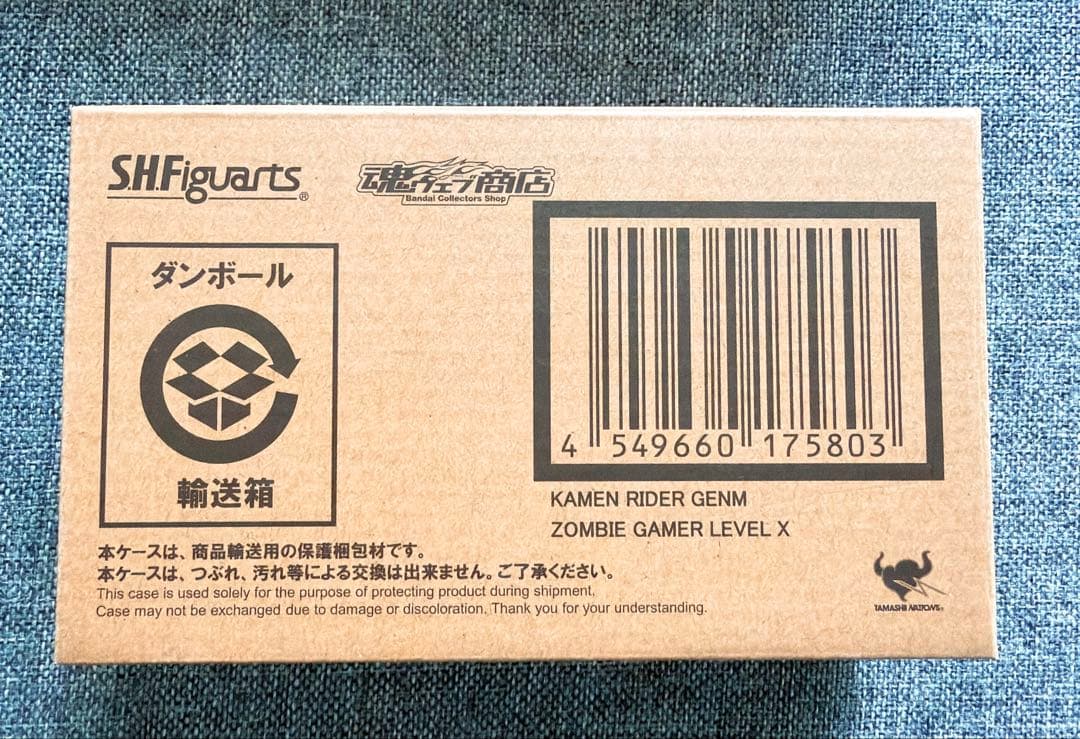 S.H.Figuarts®
魂ウェブ商店
Bandai Collectors Shop
ダンボール
輸送箱
4 549660 175803
KAMEN RIDER GENM
ZOMBIE GAMER LEVEL X
本ケースは、商品輸送用の保護梱包材です。
本ケースは、つぶれ、汚れ等による交換は出来ません。ご了承ください。
This case is used solely for the purpose of protecting product during shipment.
Case may not be exchanged due to damage or discoloration. Thank you for your understanding.
TAMASHII NATIONS®